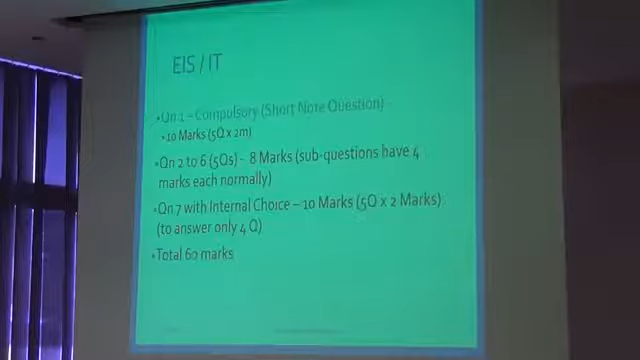 EIS / IT
•Qn 1 – Compulsory (Short Note Question)
•10 Marks (5Q x 2m)
•Qn 2 to 6 (5Qs) - 8 Marks (sub-questions have 4
marks each normally)
•Qn 7 with Internal Choice – 10 Marks (5Q x 2 Marks)
(to answer only 4 Q)
•Total 60 marks